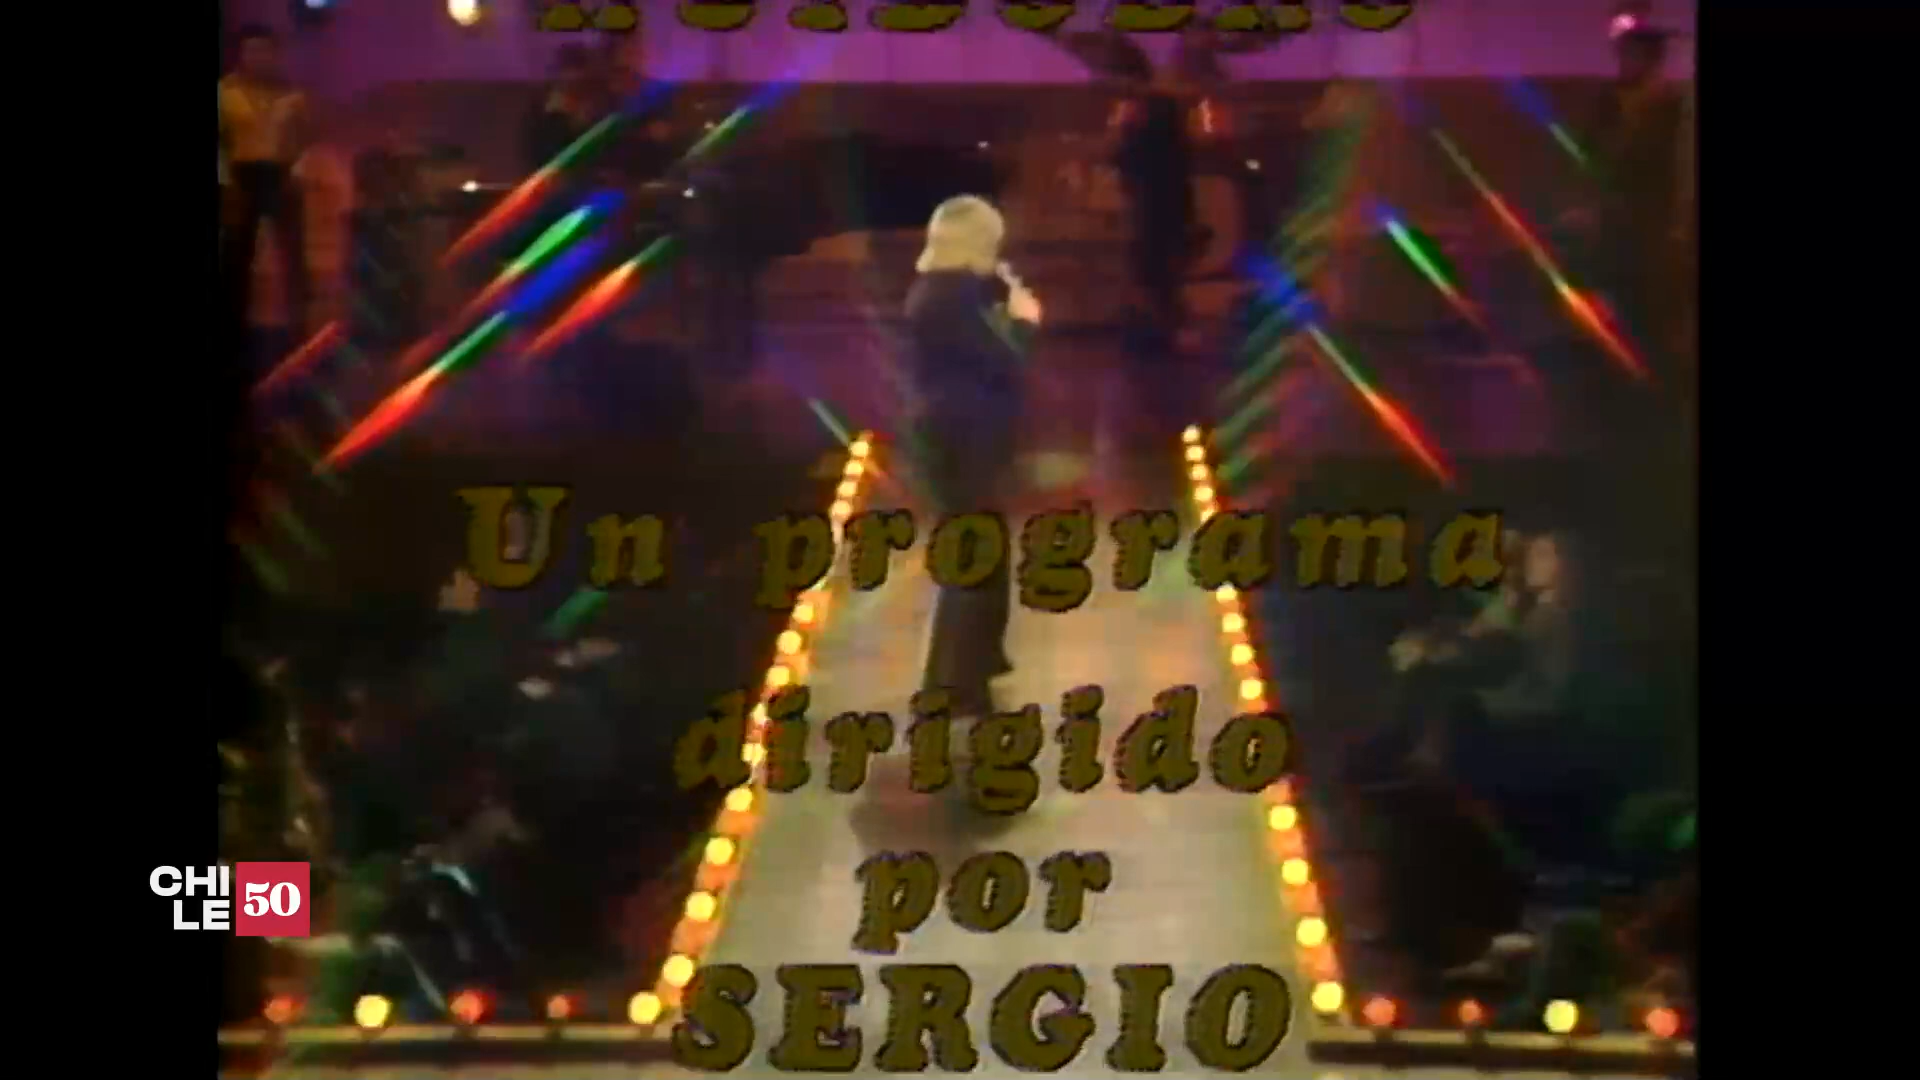 Un programa
dirigido
por
SERGIO
CHI
LE 50